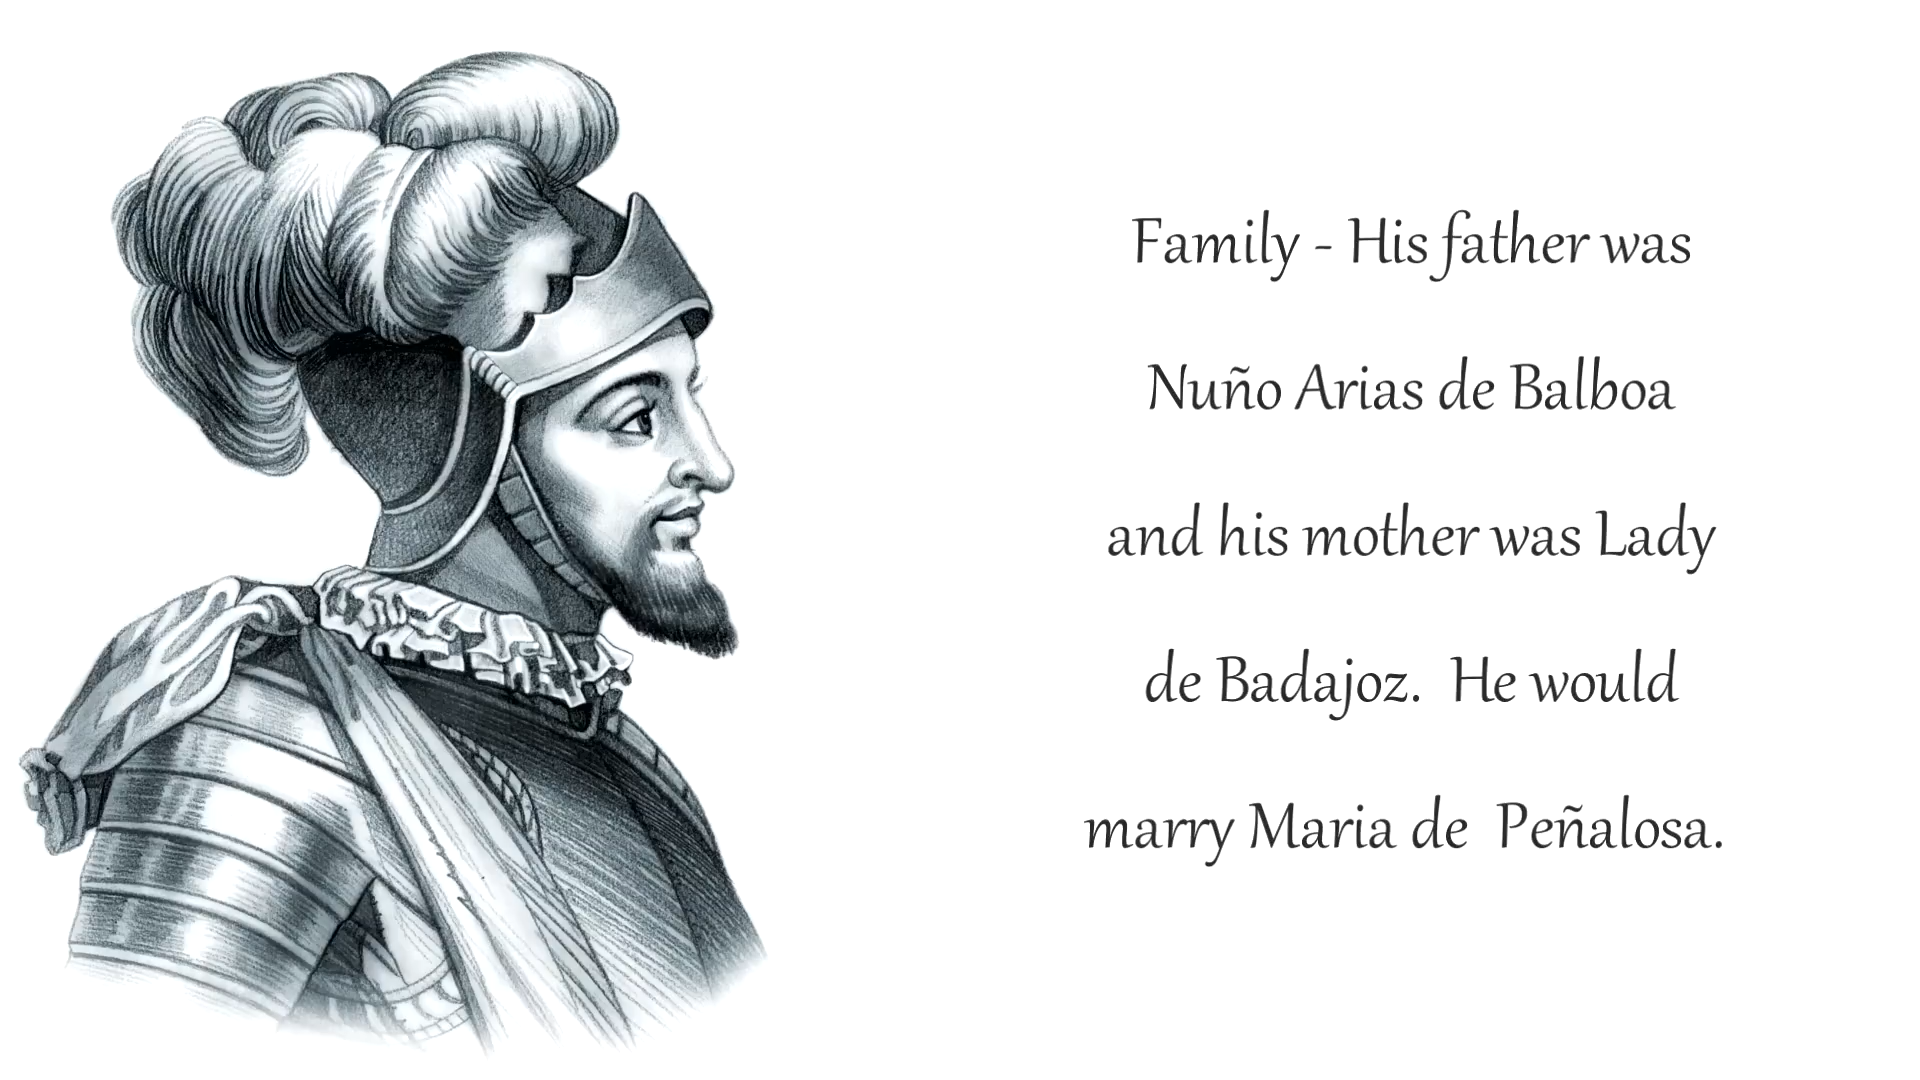 Family - His father was
Nuño Arias de Balboa
and his mother was Lady
de Badajoz.  He would
marry Maria de  Peñalosa.